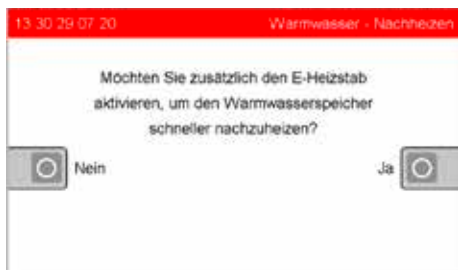 13 30 29 07 20 Warmwasser - Nachheizen
Möchten Sie zusätzlich den E-Heizstab
aktivieren, um den Warmwasserspeicher
schneller nachzuheizen?
Nein Ja